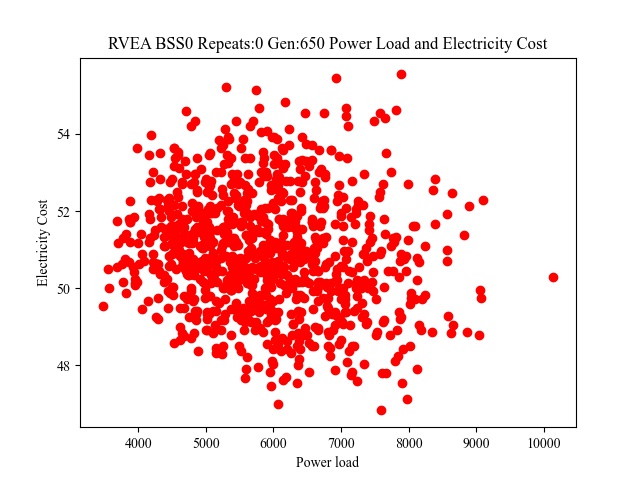 RVEA BSS0 Repeats:0 Gen:650 Power Load and Electricity Cost
54
52
50
48
Electricity Cost
4000 5000 6000 7000 8000 9000 10000
Power load